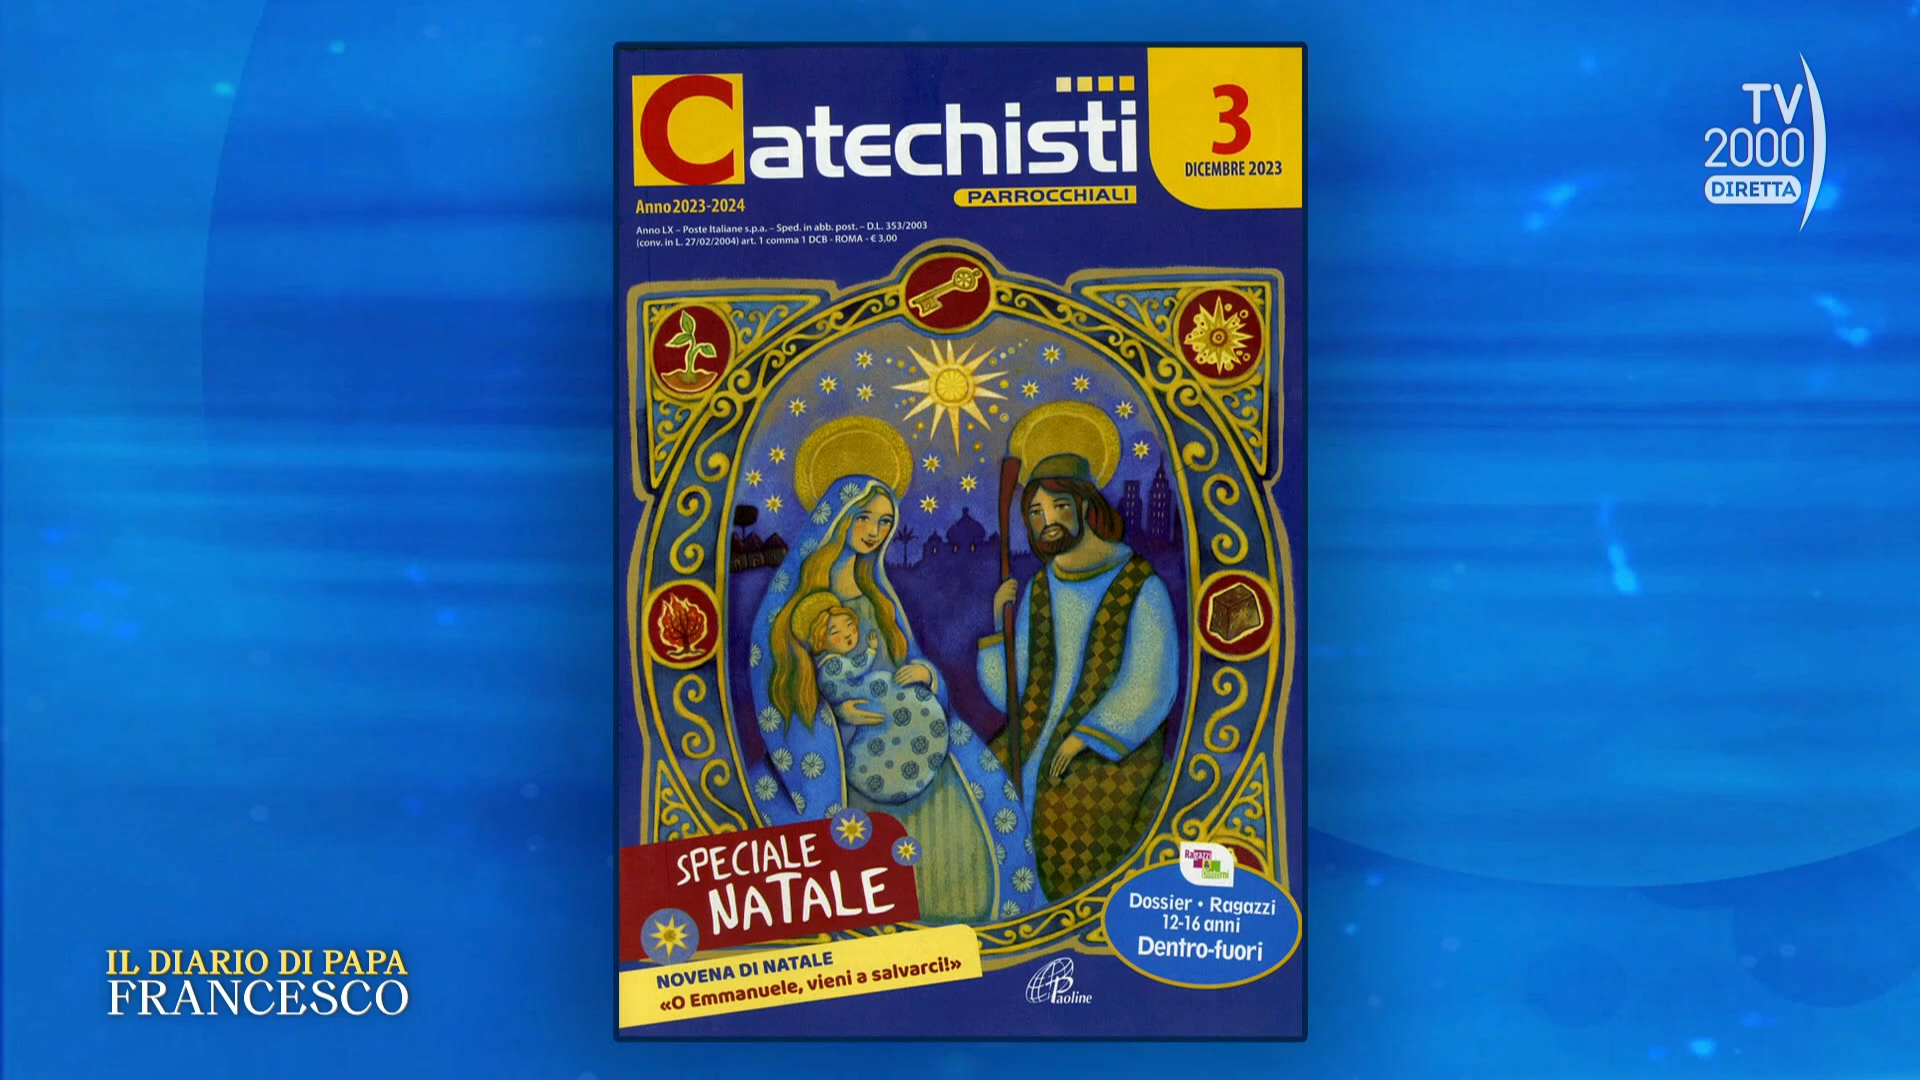 Catechisti
PARROCCHIALI
3
DICEMBRE 2023
Anno 2023-2024
Anno LX – Poste Italiane s.p.a. – Sped. in abb. post. – D.L. 353/2003
(conv. in L. 27/02/2004) art. 1 comma 1 DCB - ROMA - € 3,00
TV
2000
DIRETTA
SPECIALE
NATALE
NOVENA DI NATALE
«O Emmanuele, vieni a salvarci!»
Ragazzi
&
Dintorni
Dossier • Ragazzi
12-16 anni
Dentro-fuori
Paoline
IL DIARIO DI PAPA
FRANCESCO